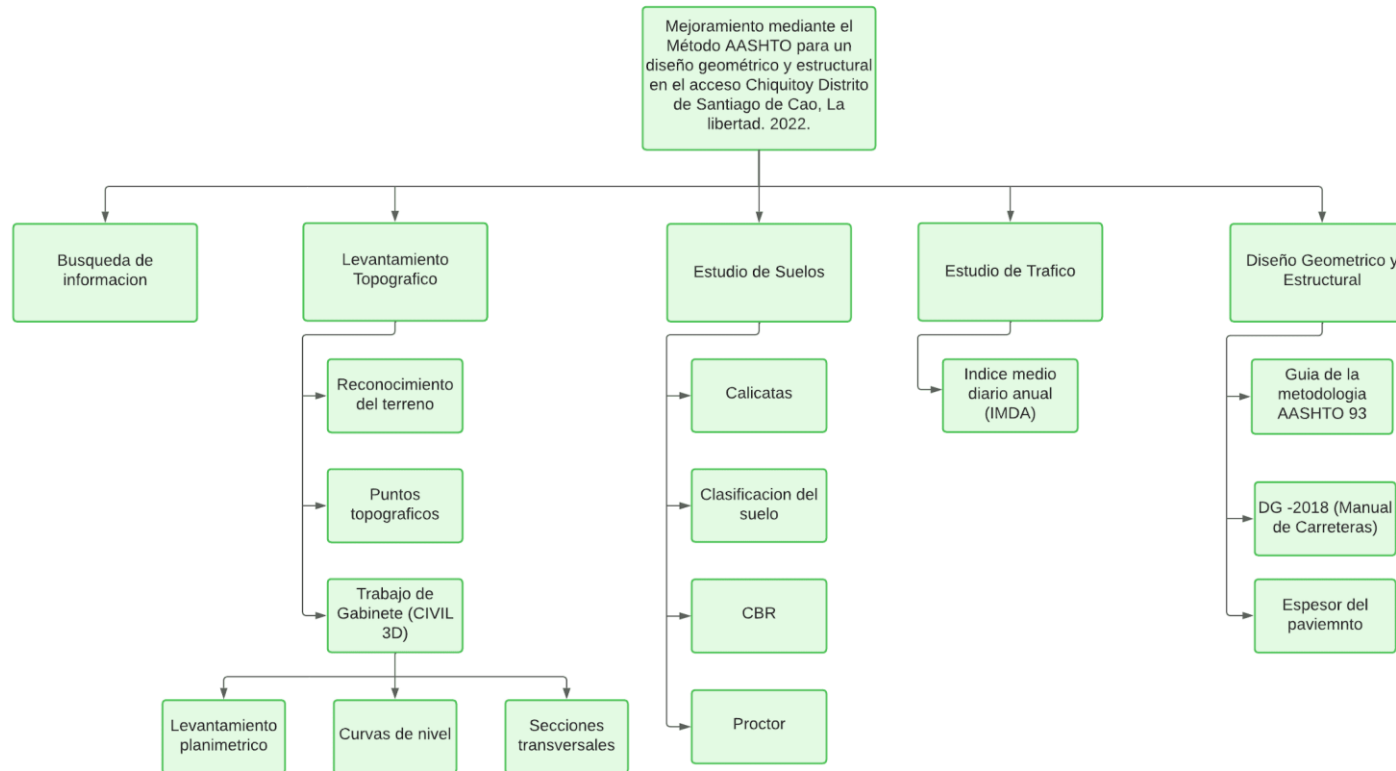 Mejoramiento mediante el
Método AASHTO para un
diseño geométrico y estructural
en el acceso Chiquitoy Distrito
de Santiago de Cao, La
libertad. 2022.
Busqueda de
informacion
Levantamiento
Topografico
Estudio de Suelos
Estudio de Trafico
Diseño Geometrico y
Estructural
Reconocimiento
del terreno
Puntos
topograficos
Trabajo de
Gabinete (CIVIL
3D)
Levantamiento
planimetrico
Curvas de nivel
Secciones
transversales
Calicatas
Clasificacion del
suelo
CBR
Proctor
Indice medio
diario anual
(IMDA)
Guia de la
metodologia
AASHTO 93
DG -2018 (Manual
de Carreteras)
Espesor del
paviemnto